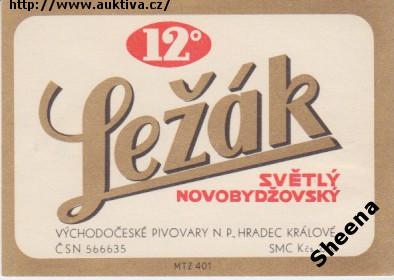 http://www.auktiva.cz/
12°
Ležák
SVĚTLÝ
NOVOBYDŽOVSKÝ
VÝCHODOČESKÉ PIVOVARY N. P., HRADEC KRÁLOVÉ
ČSN 566635 SMC Kčs
MTZ 401
Sheena